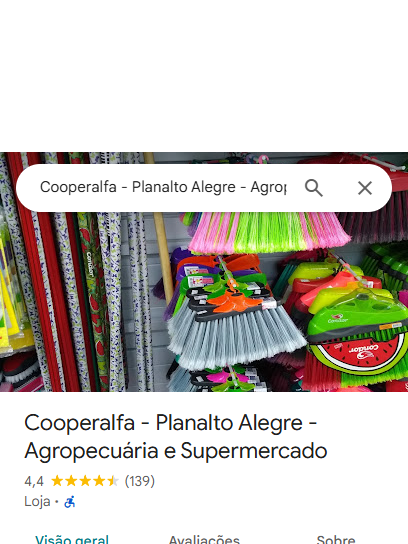 Cooperalfa - Planalto Alegre - Agrop
Condor
Condor
Condor
Cooperalfa - Planalto Alegre -
Agropecuária e Supermercado
4,4 (139)
Loja ·
Visão geral Avaliações Sobre